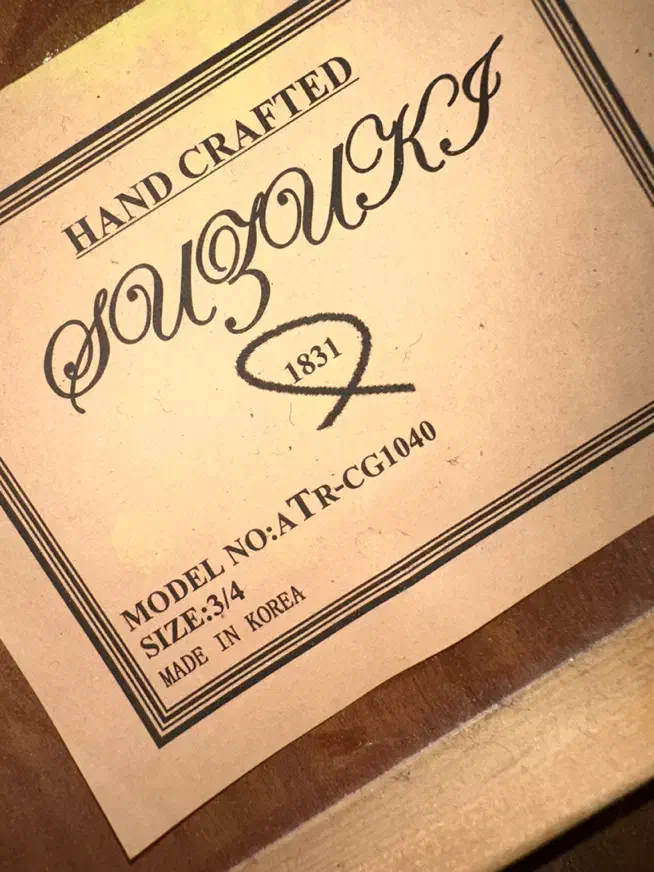 HAND CRAFTED
SUZUKI
1831
MODEL NO:ATR-CG1040
SIZE:3/4
MADE IN KOREA